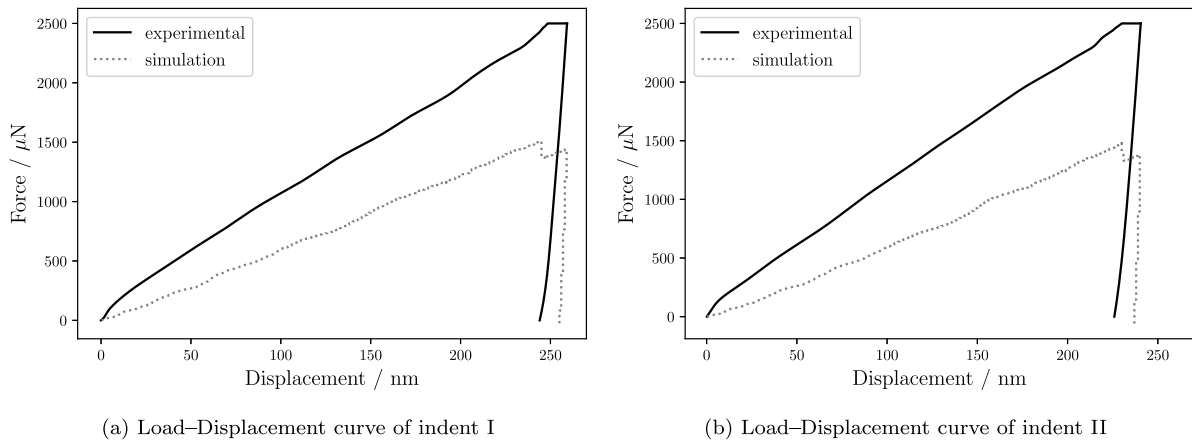 2500
2000
1500
1000
500
0
Force / μN
experimental
simulation
0 50 100 150 200 250
Displacement / nm
(a) Load–Displacement curve of indent I
2500
2000
1500
1000
500
0
Force / μN
experimental
simulation
0 50 100 150 200 250
Displacement / nm
(b) Load–Displacement curve of indent II